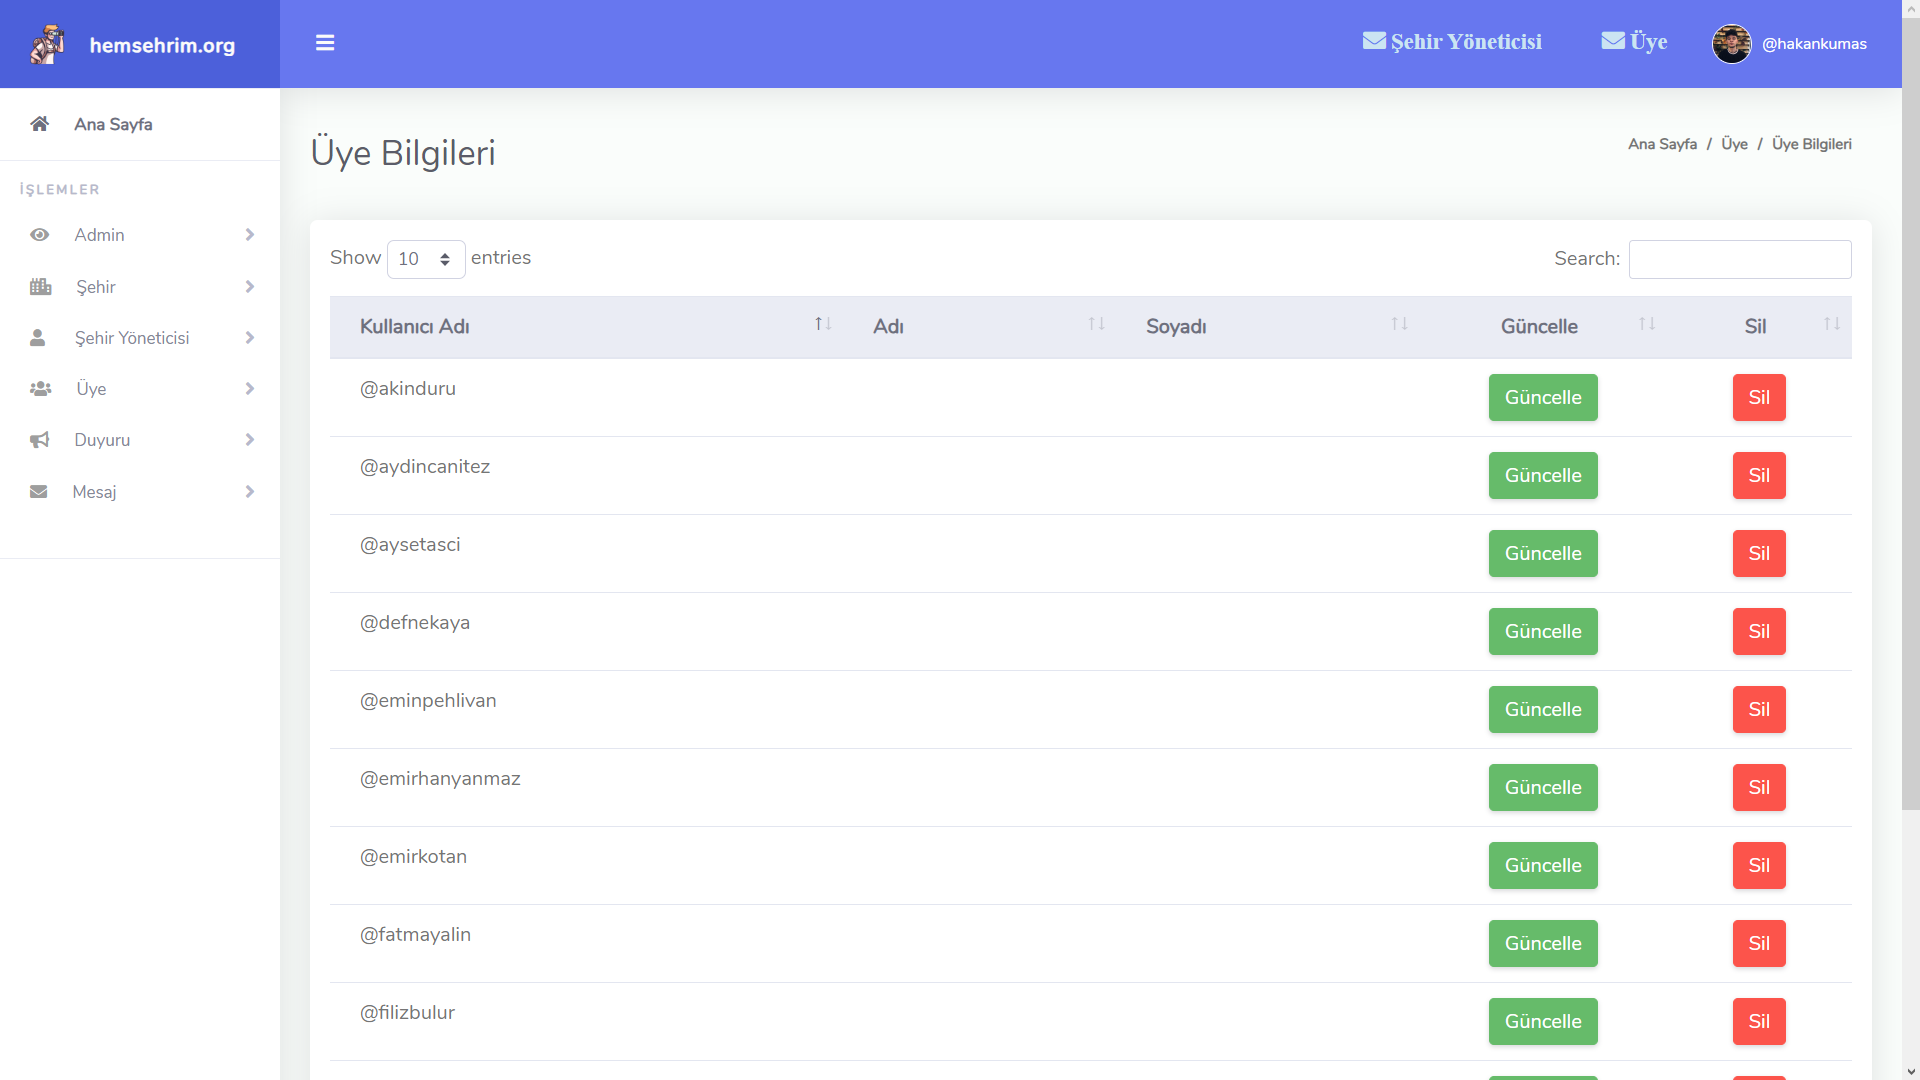 hemsehrim.org
Şehir Yöneticisi
Üye
@hakankumas
Ana Sayfa
İŞLEMLER
Admin
Şehir
Şehir Yöneticisi
Üye
Duyuru
Mesaj
Üye Bilgileri
Ana Sayfa / Üye / Üye Bilgileri
Show 10 entries
Search:
Kullanıcı Adı Adı Soyadı Güncelle Sil
@akinduru Güncelle Sil
@aydincanitez Güncelle Sil
@aysetasci Güncelle Sil
@defnekaya Güncelle Sil
@eminpehlivan Güncelle Sil
@emirhanyanmaz Güncelle Sil
@emirkotan Güncelle Sil
@fatmayalin Güncelle Sil
@filizbulur Güncelle Sil